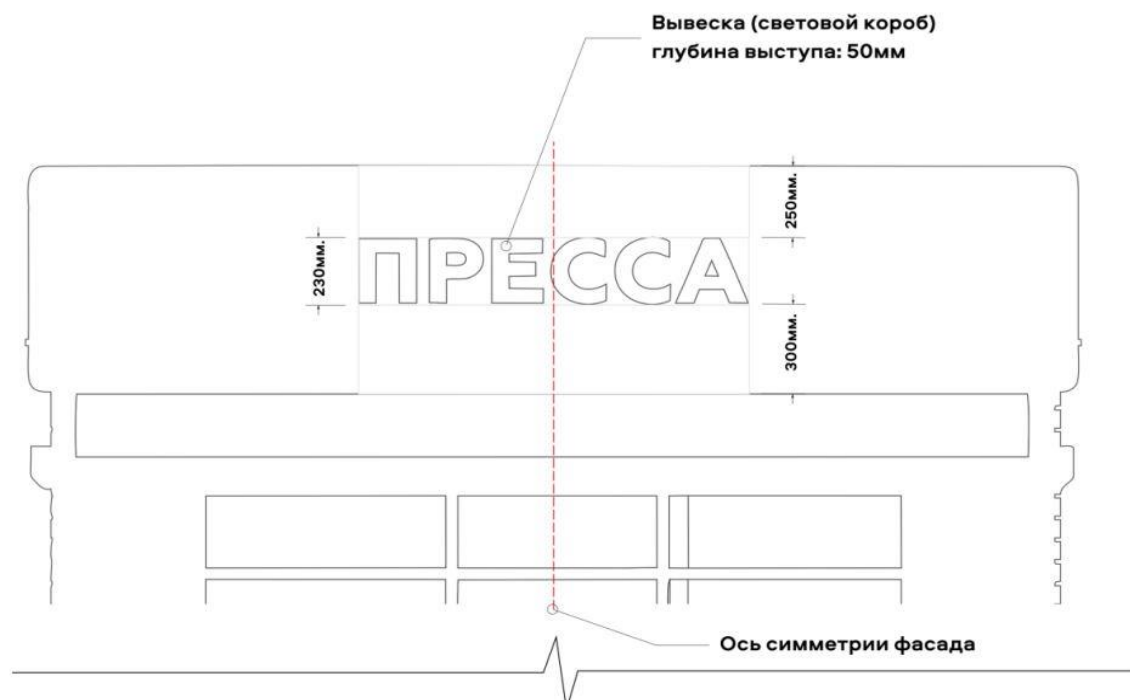 Вывеска (световой короб)
глубина выступа: 50мм
250мм.
ПРЕССА
230мм.
300мм.
Ось симметрии фасада